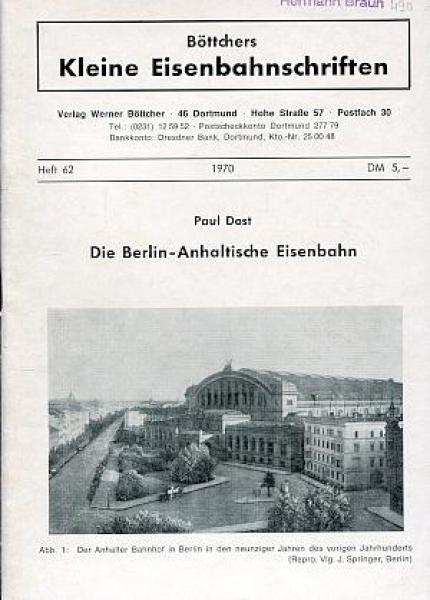 Hermann Braun 490
Böttchers
Kleine Eisenbahnschriften
Verlag Werner Böttcher · 46 Dortmund · Hohe Straße 57 · Postfach 30
Tel.: (0231) 12 59 52 · Postscheckkonto Dortmund 277 79
Bankkonto: Dresdner Bank, Dortmund, Kto.-Nr. 25 00 48
Heft 62 1970 DM 5,–
Paul Dost
Die Berlin-Anhaltische Eisenbahn
Abb. 1: Der Anhalter Bahnhof in Berlin in den neunziger Jahren des vorigen Jahrhunderts
(Repro. Vlg. J. Springer, Berlin)